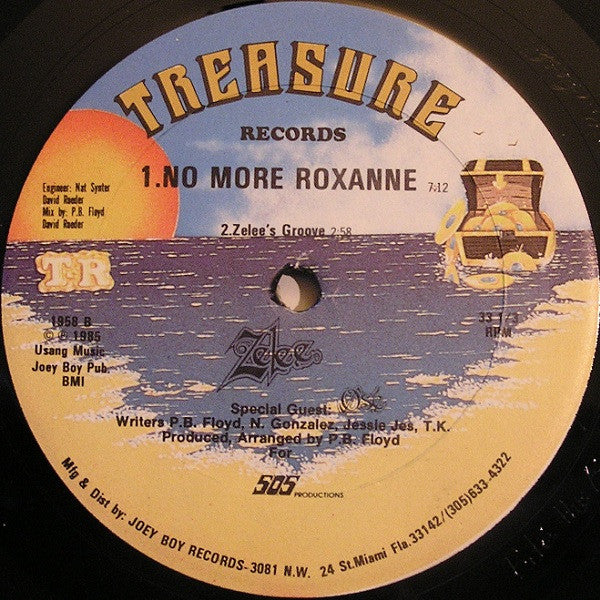 TREASURE
RECORDS
1.NO MORE ROXANNE 7:12
2.Zelee's Groove 2:58
Engineer: Nat Synter
David Roeder
Mix by: P.B. Floyd
David Roeder
TR
1958 B
© ℗ 1985
Usang Music
Joey Boy Pub.
BMI
33 1/3
RPM
Zelee
Special Guest: Osé
Writers P.B. Floyd, N. Gonzalez, Jessie Jes, T.K.
Produced, Arranged by P.B. Floyd
For
505 PRODUCTIONS
Mfg & Dist by: JOEY BOY RECORDS-3081 N.W. 24 St.Miami Fla.33142/(305)633-4322